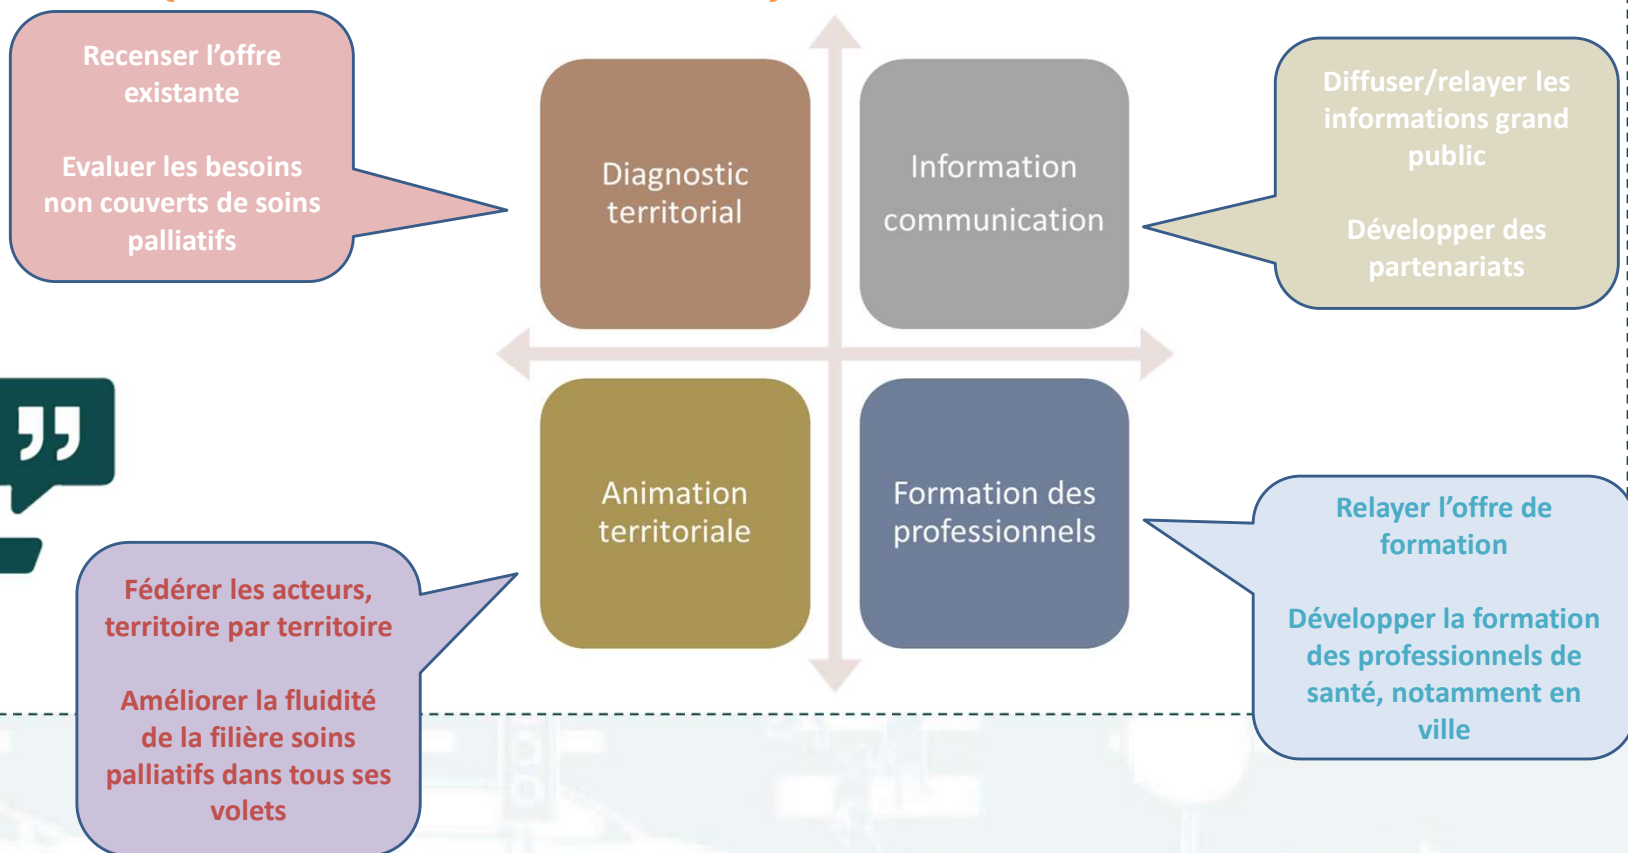 Recenser l’offre
existante
Evaluer les besoins
non couverts de soins
palliatifs
Diagnostic
territorial
Information
communication
Diffuser/relayer les
informations grand
public
Développer des
partenariats
Animation
territoriale
Formation des
professionnels
Fédérer les acteurs,
territoire par territoire
Améliorer la fluidité
de la filière soins
palliatifs dans tous ses
volets
Relayer l’offre de
formation
Développer la formation
des professionnels de
santé, notamment en
ville